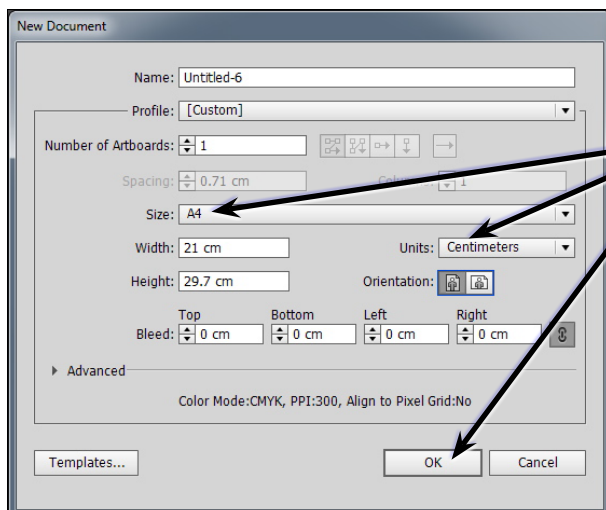 New Document
Name: Untitled-6
Profile: [Custom]
Number of Artboards: 1
Spacing: 0.71 cm 1
Size: A4
Width: 21 cm Units: Centimeters
Height: 29.7 cm Orientation:
Top Bottom Left Right
Bleed: 0 cm 0 cm 0 cm 0 cm
Advanced
Color Mode:CMYK, PPI:300, Align to Pixel Grid:No
Templates... OK Cancel